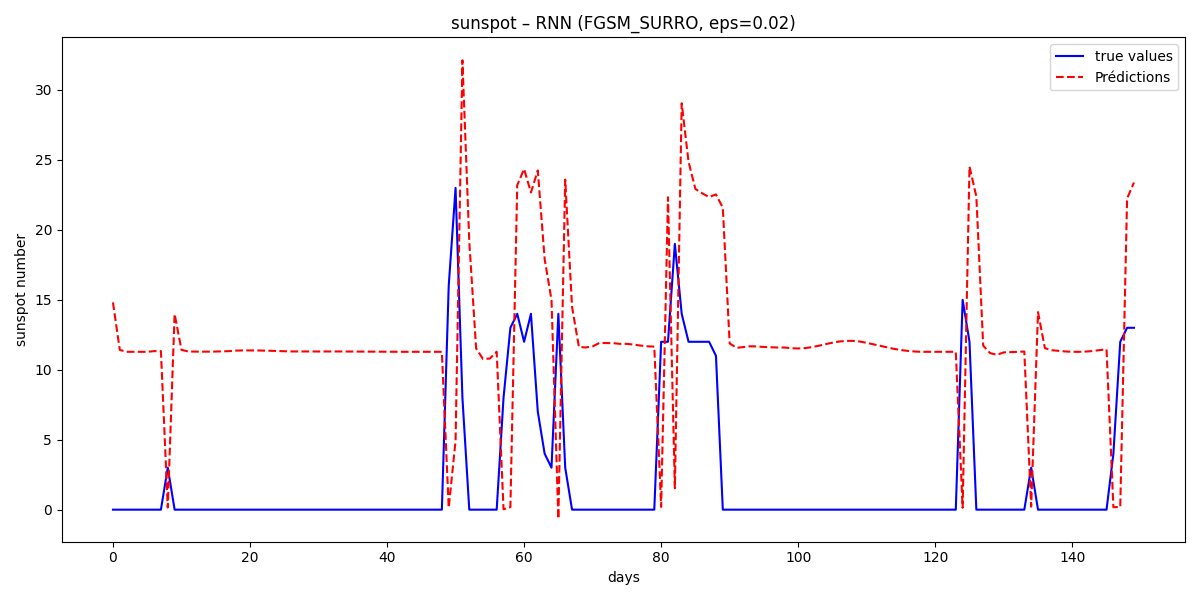 sunspot – RNN (FGSM_SURRO, eps=0.02)
true values
Prédictions
sunspot number
30
25
20
15
10
5
0
0 20 40 60 80 100 120 140
days